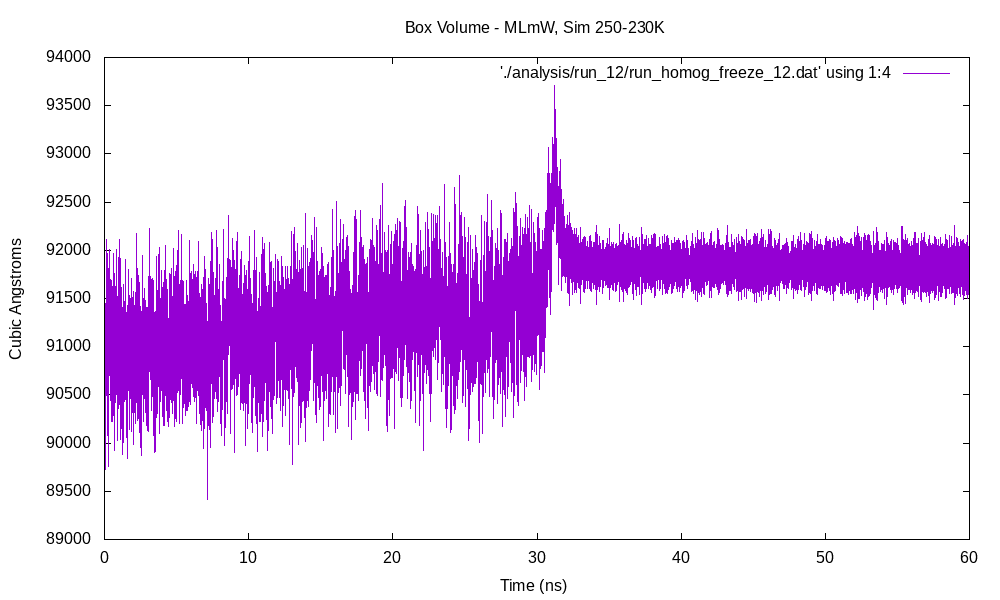 Box Volume - MLmW, Sim 250-230K
'./analysis/run_12/run_homog_freeze_12.dat' using 1:4
94000
93500
93000
92500
92000
91500
91000
90500
90000
89500
89000
Cubic Angstroms
0 10 20 30 40 50 60
Time (ns)